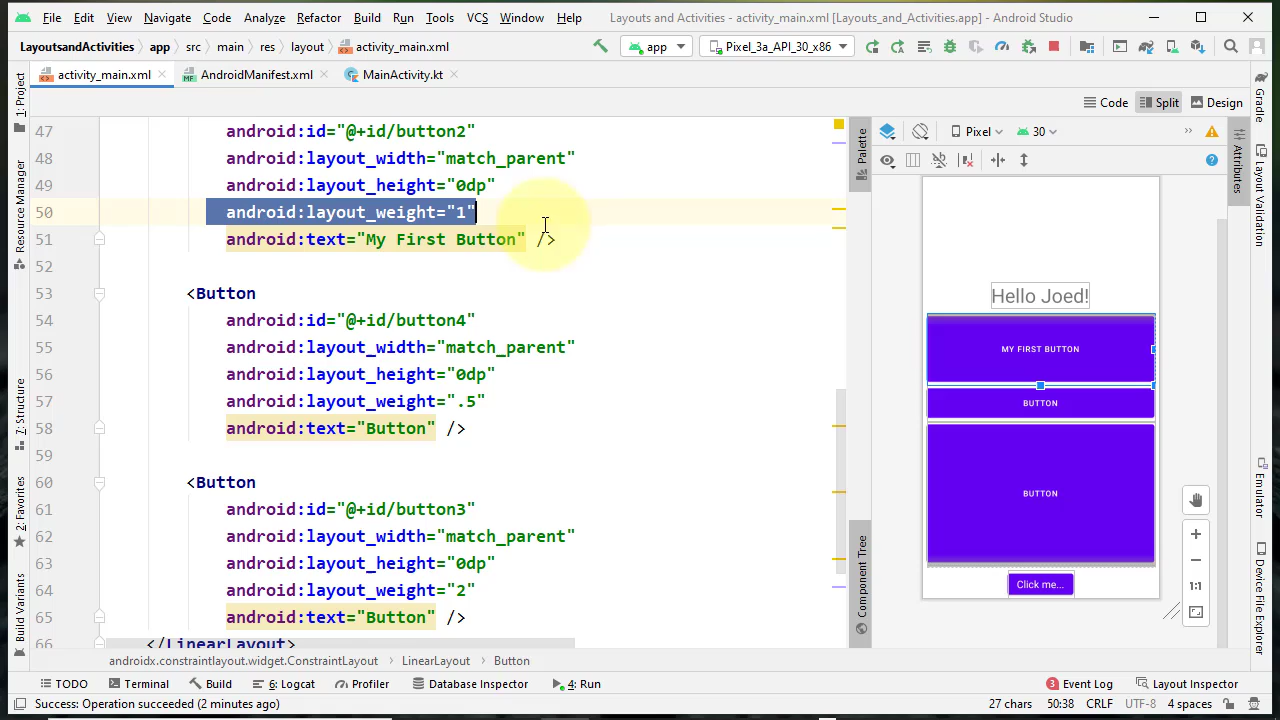 File Edit View Navigate Code Analyze Refactor Build Run Tools VCS Window Help Layouts and Activities - activity_main.xml [Layouts_and_Activities.app] - Android Studio
LayoutsandActivities app src main res layout activity_main.xml app Pixel_3a_API_30_x86
activity_main.xml AndroidManifest.xml MainActivity.kt
Code Split Design
1: Project
Resource Manager
7: Structure
2: Favorites
Build Variants
47 android:id="@+id/button2"
48 android:layout_width="match_parent"
49 android:layout_height="0dp"
50 android:layout_weight="1"
51 android:text="My First Button" />
52
53 <Button
54 android:id="@+id/button4"
55 android:layout_width="match_parent"
56 android:layout_height="0dp"
57 android:layout_weight=".5"
58 android:text="Button" />
59
60 <Button
61 android:id="@+id/button3"
62 android:layout_width="match_parent"
63 android:layout_height="0dp"
64 android:layout_weight="2"
65 android:text="Button" />
66 </LinearLayout>
Palette
Component Tree
Pixel 30
Hello Joed!
MY FIRST BUTTON
BUTTON
BUTTON
Click me...
1:1
Attributes
Gradle
Layout Validation
Emulator
Device File Explorer
androidx.constraintlayout.widget.ConstraintLayout LinearLayout Button
TODO Terminal Build 6: Logcat Profiler Database Inspector 4: Run 3 Event Log Layout Inspector
Success: Operation succeeded (2 minutes ago) 27 chars 50:38 CRLF UTF-8 4 spaces